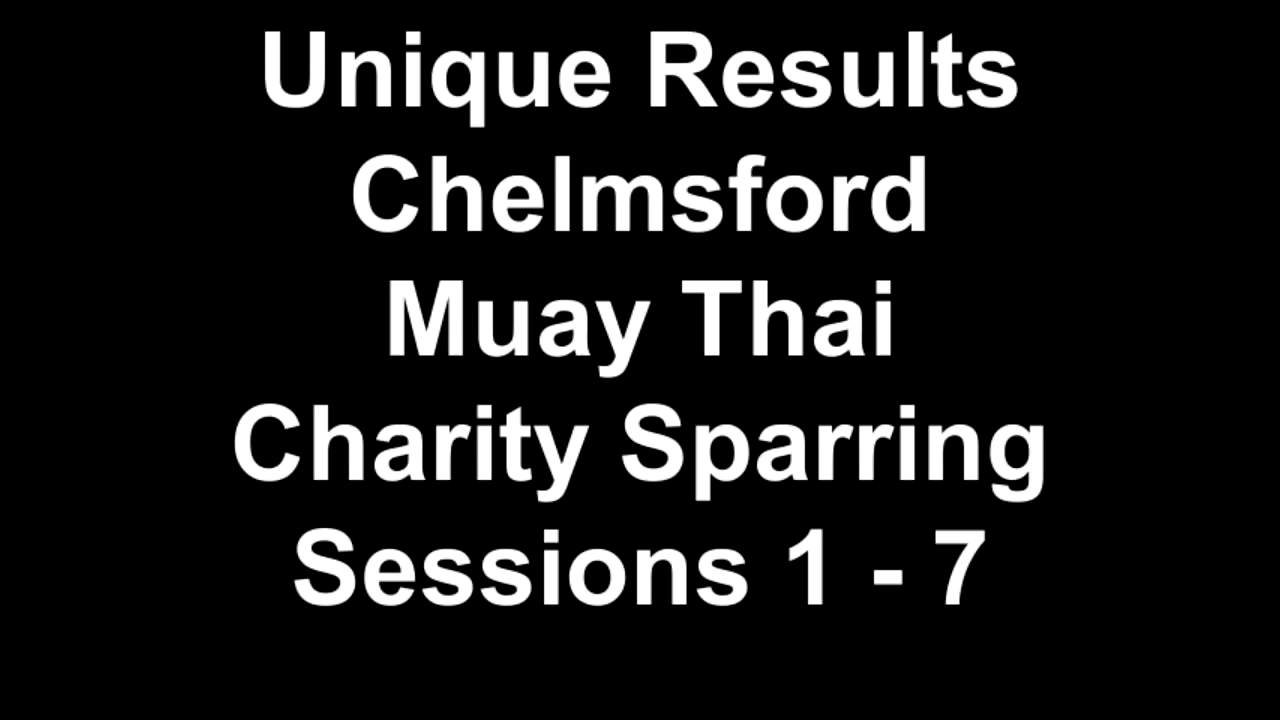 Unique Results
Chelmsford
Muay Thai
Charity Sparring
Sessions 1 - 7